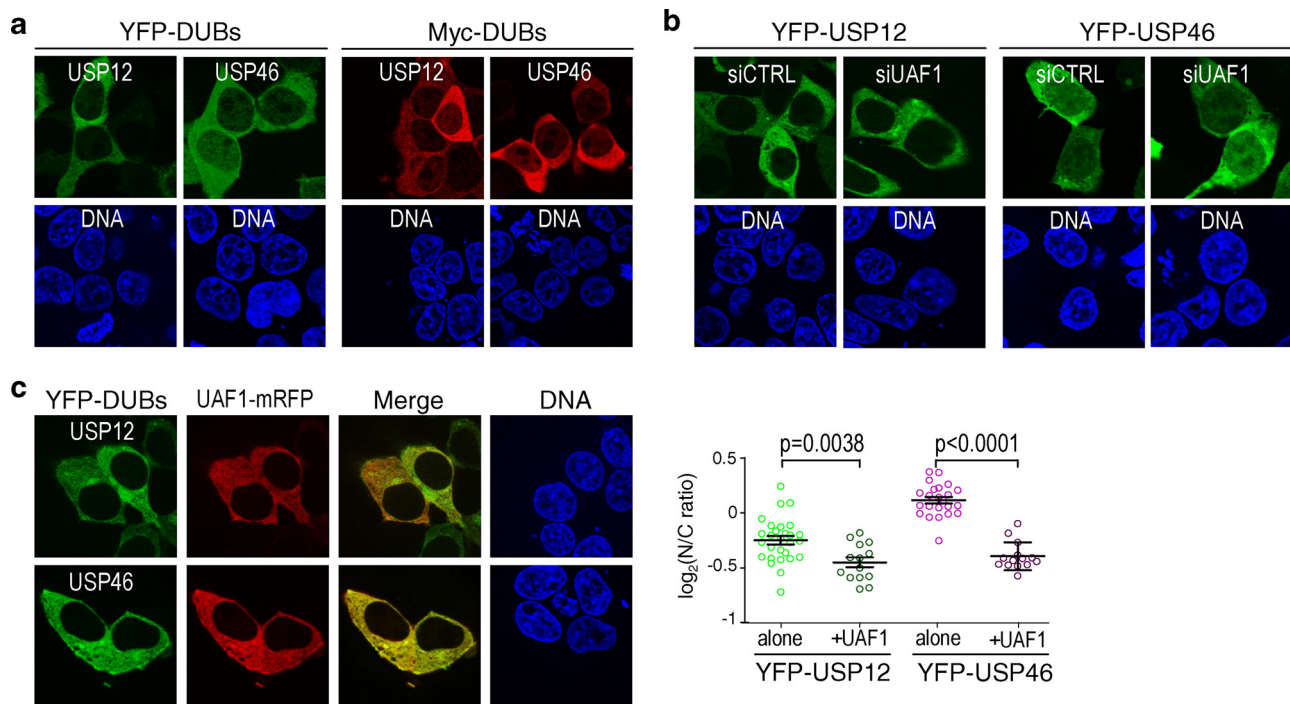 a
YFP-DUBs
Myc-DUBs
USP12
USP46
USP12
USP46
DNA
DNA
DNA
DNA
b
YFP-USP12
YFP-USP46
siCTRL
siUAF1
siCTRL
siUAF1
DNA
DNA
DNA
DNA
c
YFP-DUBs
UAF1-mRFP
Merge
DNA
USP12
USP46
p=0.0038
p<0.0001
log₂(N/C ratio)
0.5
0
-0.5
-1
alone
+UAF1
alone
+UAF1
YFP-USP12
YFP-USP46